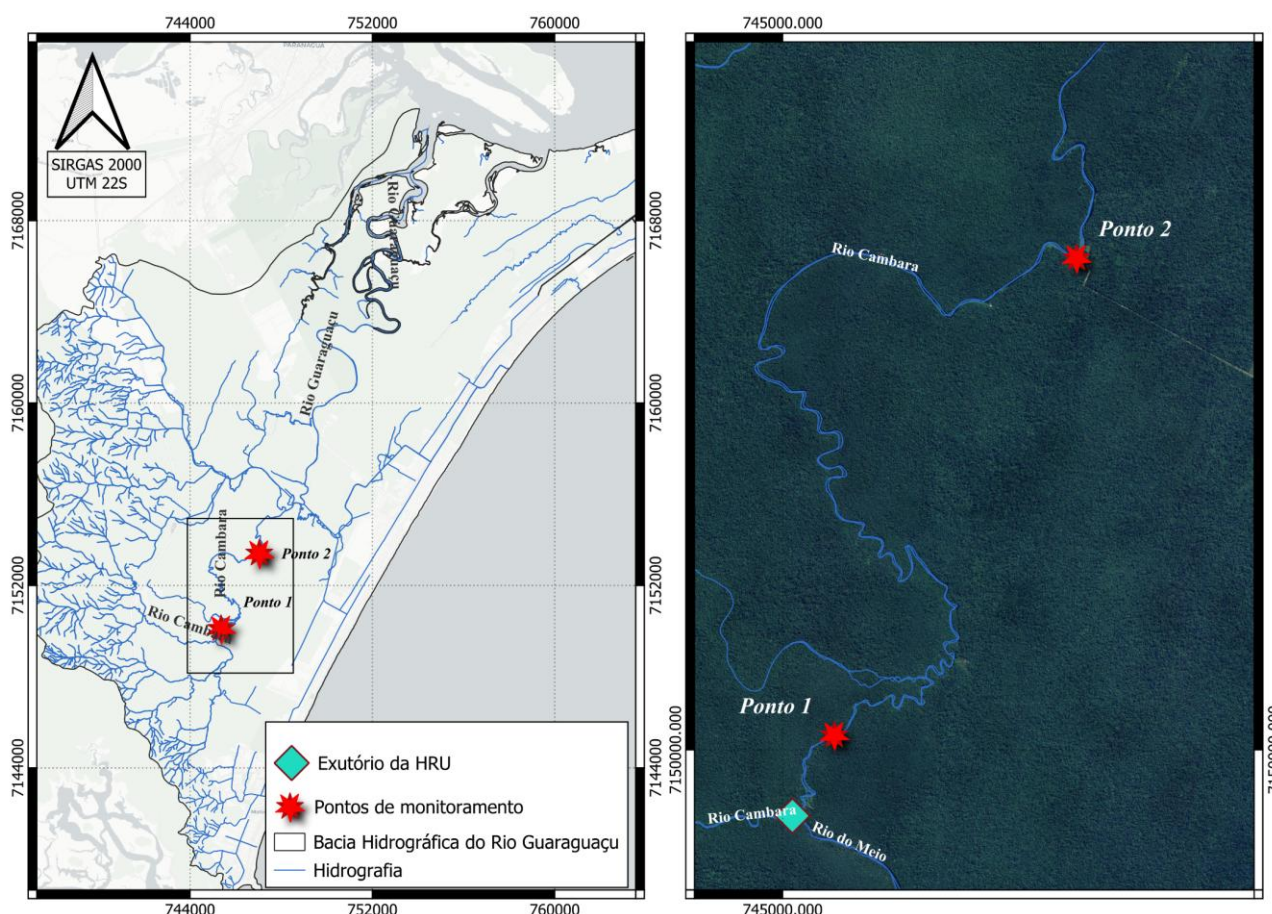 744000
752000
760000
PARANAGUÁ
SIRGAS 2000
UTM 22S
7168000
7160000
7152000
7144000
7168000
7160000
7152000
7144000
Rio Guaraguaçu
Rio Guaraguaçu
Rio Cambara
Ponto 2
Ponto 1
Rio Cambara
Exutório da HRU
Pontos de monitoramento
Bacia Hidrográfica do Rio Guaraguaçu
Hidrografia
744000
752000
760000
745000.000
Ponto 2
Rio Cambara
Ponto 1
7150000.000
7150000.000
Rio Cambara
Rio do Meio
745000.000